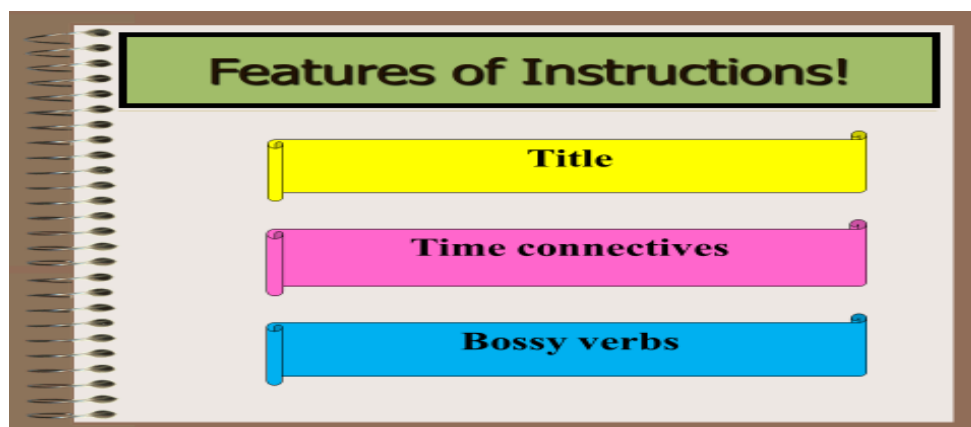 Features of Instructions!
Title
Time connectives
Bossy verbs